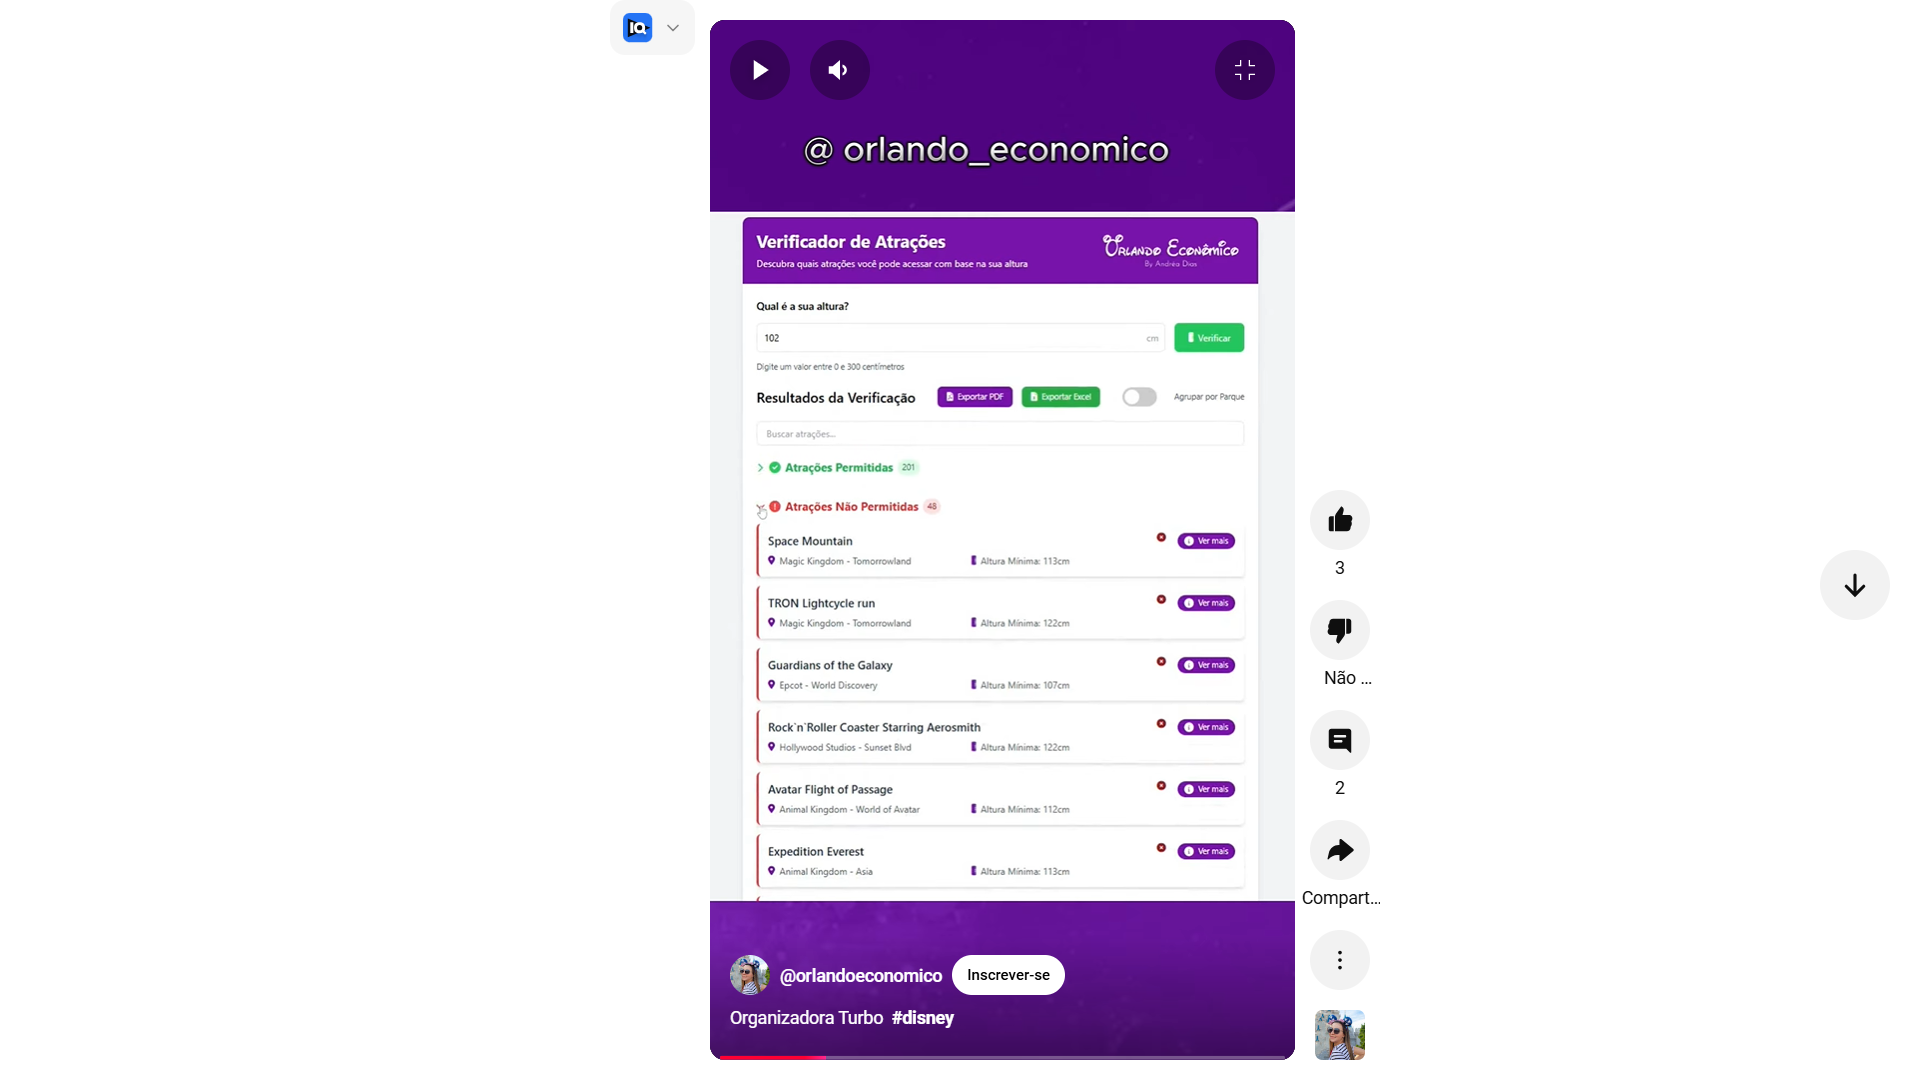 IQ
@ orlando_economico
Verificador de Atrações
Descubra quais atrações você pode acessar com base na sua altura
Orlando Econômico
By Andréa Dias
Qual é a sua altura?
102
cm
Verificar
Digite um valor entre 0 e 300 centímetros
Resultados da Verificação
Exportar PDF
Exportar Excel
Agrupar por Parque
Buscar atrações...
Atrações Permitidas 201
Atrações Não Permitidas 48
Space Mountain
Ver mais
Magic Kingdom - Tomorrowland
Altura Mínima: 113cm
TRON Lightcycle run
Ver mais
Magic Kingdom - Tomorrowland
Altura Mínima: 122cm
Guardians of the Galaxy
Ver mais
Epcot - World Discovery
Altura Mínima: 107cm
Rock`n`Roller Coaster Starring Aerosmith
Ver mais
Hollywood Studios - Sunset Blvd
Altura Mínima: 122cm
Avatar Flight of Passage
Ver mais
Animal Kingdom - World of Avatar
Altura Mínima: 112cm
Expedition Everest
Ver mais
Animal Kingdom - Asia
Altura Mínima: 113cm
@orlandoeconomico
Inscrever-se
Organizadora Turbo #disney
3
Não ...
2
Compart...